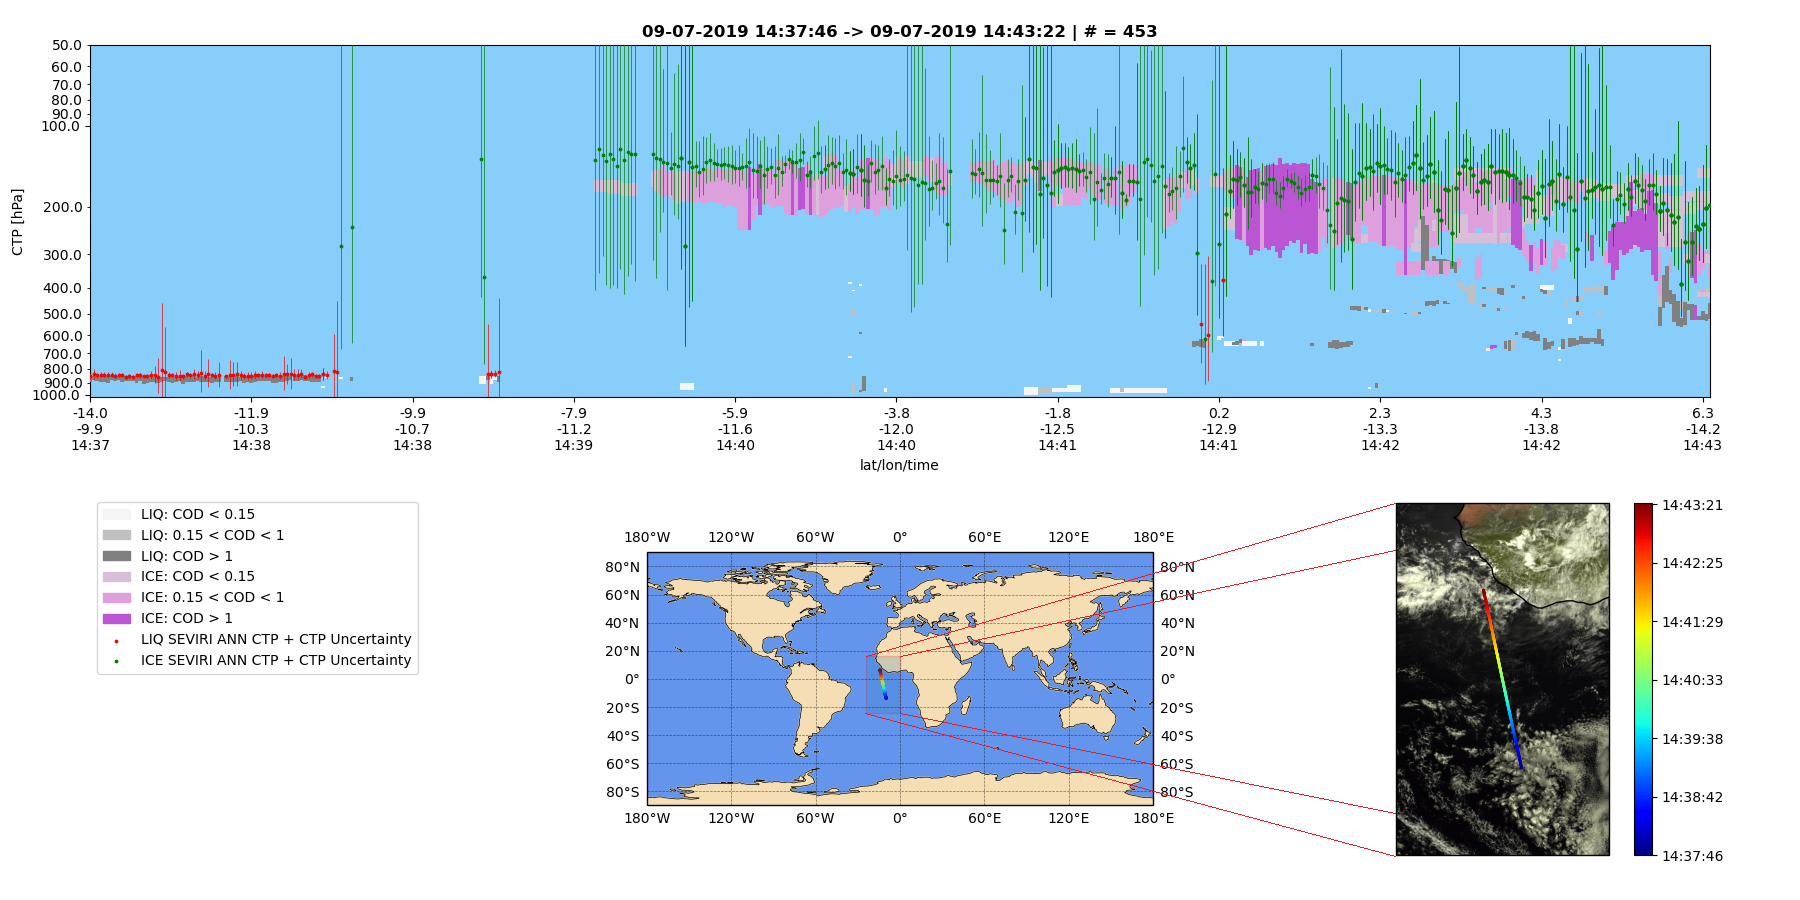 09-07-2019 14:37:46 -> 09-07-2019 14:43:22 | # = 453
CTP [hPa]
50.0
60.0
70.0
80.0
90.0
100.0
200.0
300.0
400.0
500.0
600.0
700.0
800.0
900.0
1000.0
-14.0 -11.9 -9.9 -7.9 -5.9 -3.8 -1.8 0.2 2.3 4.3 6.3
-9.9 -10.3 -10.7 -11.2 -11.6 -12.0 -12.5 -12.9 -13.3 -13.8 -14.2
14:37 14:38 14:38 14:39 14:40 14:40 14:41 14:41 14:42 14:42 14:43
lat/lon/time
LIQ: COD < 0.15
LIQ: 0.15 < COD < 1
LIQ: COD > 1
ICE: COD < 0.15
ICE: 0.15 < COD < 1
ICE: COD > 1
LIQ SEVIRI ANN CTP + CTP Uncertainty
ICE SEVIRI ANN CTP + CTP Uncertainty
180°W 120°W 60°W 0° 60°E 120°E 180°E
80°N 80°N
60°N 60°N
40°N 40°N
20°N 20°N
0° 0°
20°S 20°S
40°S 40°S
60°S 60°S
80°S 80°S
180°W 120°W 60°W 0° 60°E 120°E 180°E
14:43:21
14:42:25
14:41:29
14:40:33
14:39:38
14:38:42
14:37:46